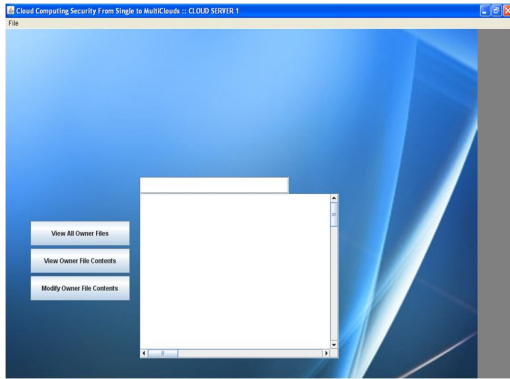 Cloud Computing Security From Single to MultiClouds :: CLOUD SERVER 1
File
View All Owner Files
View Owner File Contents
Modify Owner File Contents